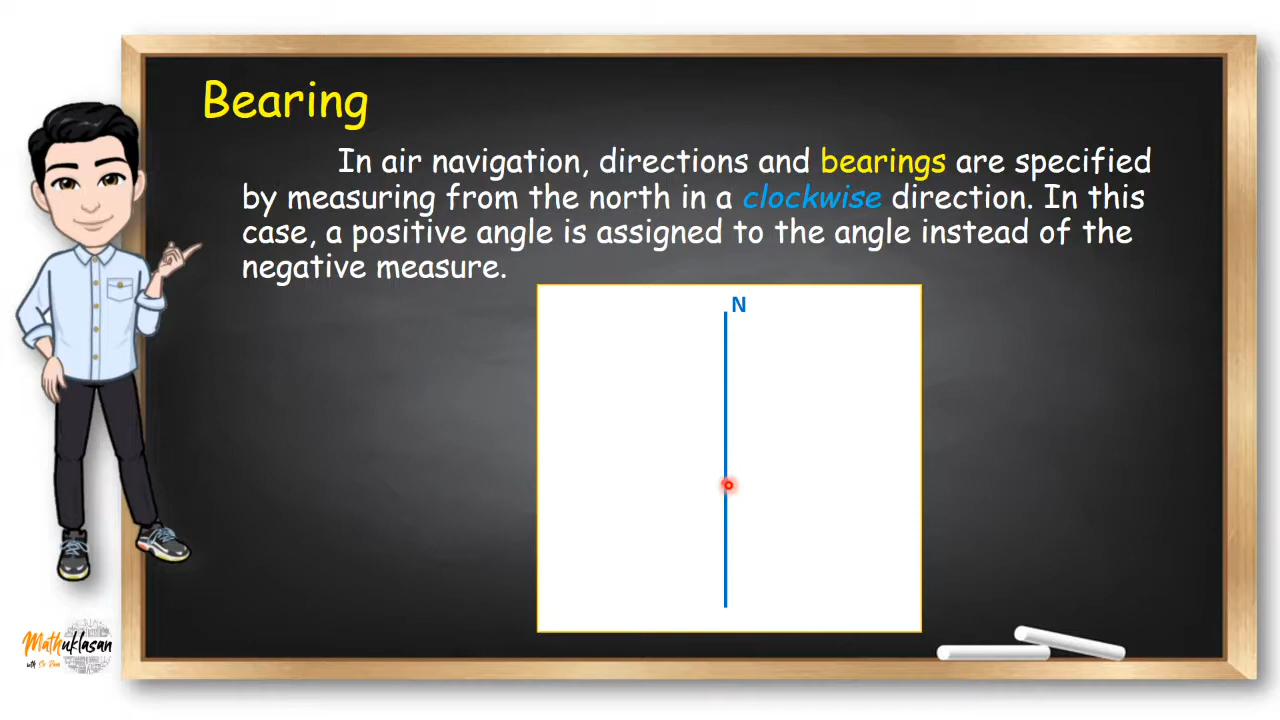 Bearing
In air navigation, directions and bearings are specified
by measuring from the north in a clockwise direction. In this
case, a positive angle is assigned to the angle instead of the
negative measure.
N
Mathuklasan